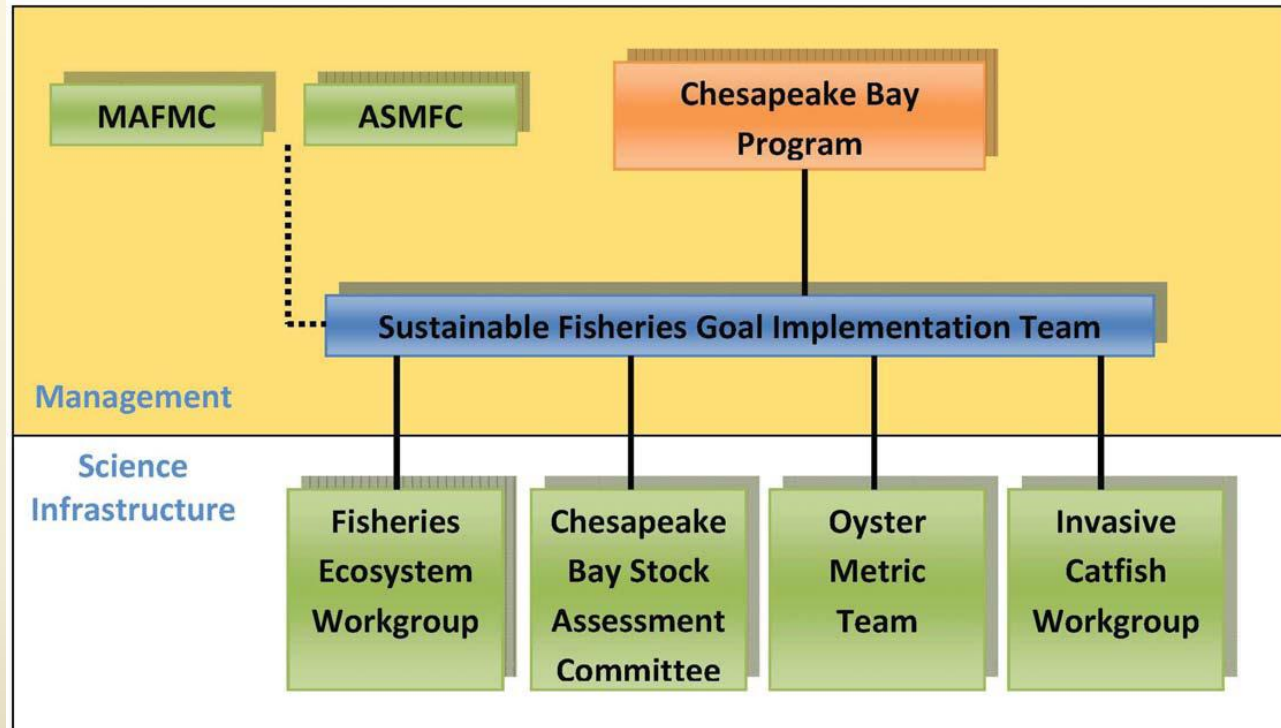 MAFMC
ASMFC
Chesapeake Bay
Program
Sustainable Fisheries Goal Implementation Team
Management
Science
Infrastructure
Fisheries
Ecosystem
Workgroup
Chesapeake
Bay Stock
Assessment
Committee
Oyster
Metric
Team
Invasive
Catfish
Workgroup